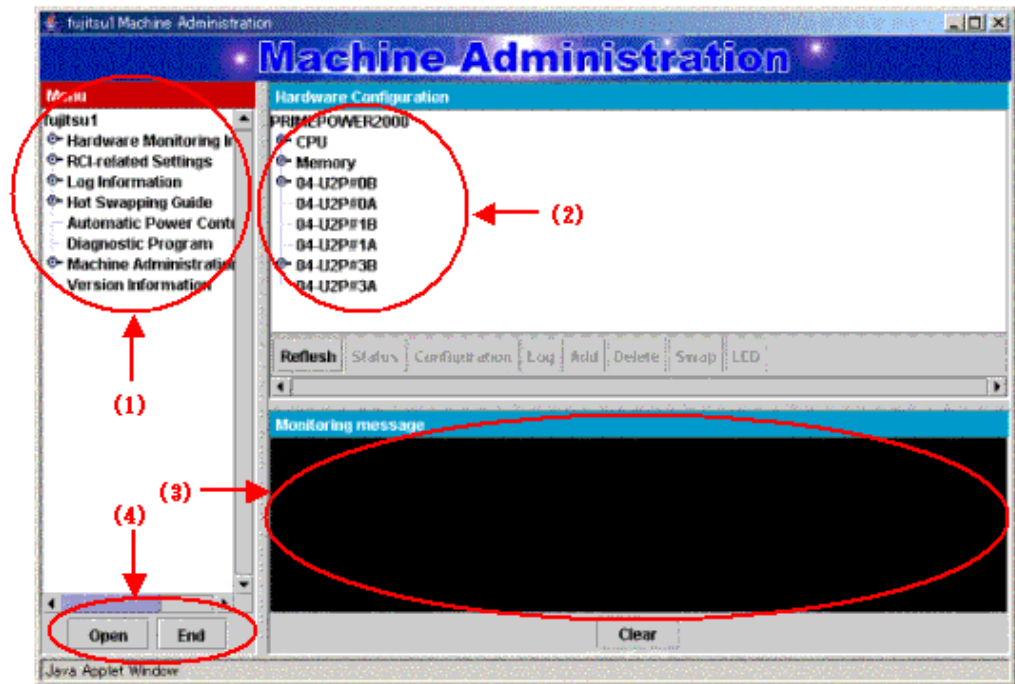 fujitsu1 Machine Administration
Machine Administration
Menu
fujitsu1
Hardware Monitoring Ir
RCI-related Settings
Log Information
Hot Swapping Guide
Automatic Power Contr
Diagnostic Program
Machine Administration
Version Information
(1)
(4)
Open End
Hardware Configuration
PRIMEPOWER2000
CPU
Memory
04-U2P#0B
04-U2P#0A
04-U2P#1B
04-U2P#1A
04-U2P#3B
04-U2P#3A
(2)
Reflesh Status Configuration Log Add Delete Swap LED
Monitoring message
(3)
Clear
Java Applet Window